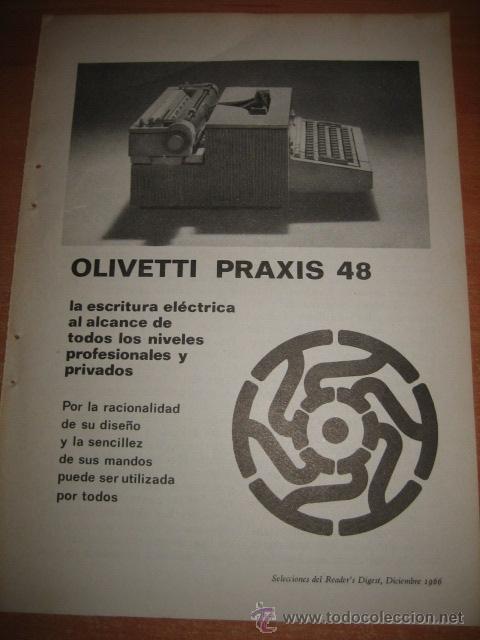 OLIVETTI PRAXIS 48
la escritura eléctrica
al alcance de
todos los niveles
profesionales y
privados
Por la racionalidad
de su diseño
y la sencillez
de sus mandos
puede ser utilizada
por todos
Selecciones del Reader's Digest, Diciembre 1966
© www.todocoleccion.net